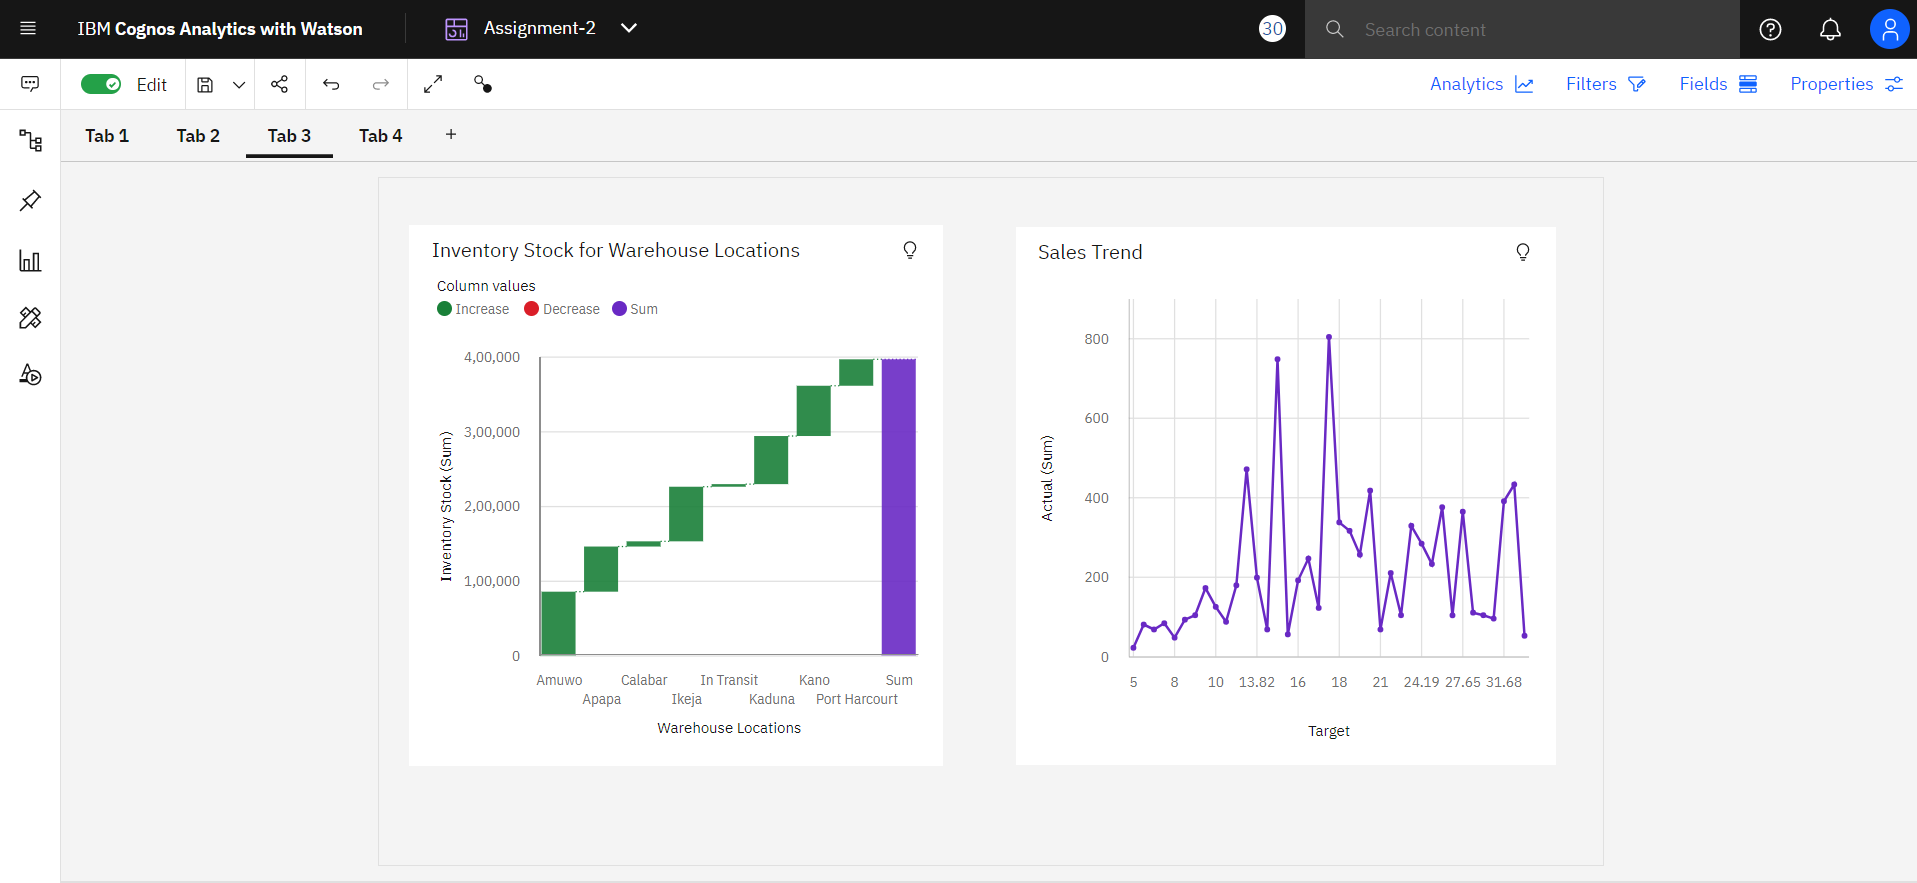 IBM Cognos Analytics with Watson
Assignment-2
30
Search content
Edit
Analytics
Filters
Fields
Properties
Tab 1
Tab 2
Tab 3
Tab 4
+
Inventory Stock for Warehouse Locations
Column values
Increase Decrease Sum
4,00,000
3,00,000
2,00,000
1,00,000
0
Inventory Stock (Sum)
Amuwo Calabar In Transit Kano Sum
Apapa Ikeja Kaduna Port Harcourt
Warehouse Locations
Sales Trend
800
600
400
200
0
Actual (Sum)
5 8 10 13.82 16 18 21 24.19 27.65 31.68
Target